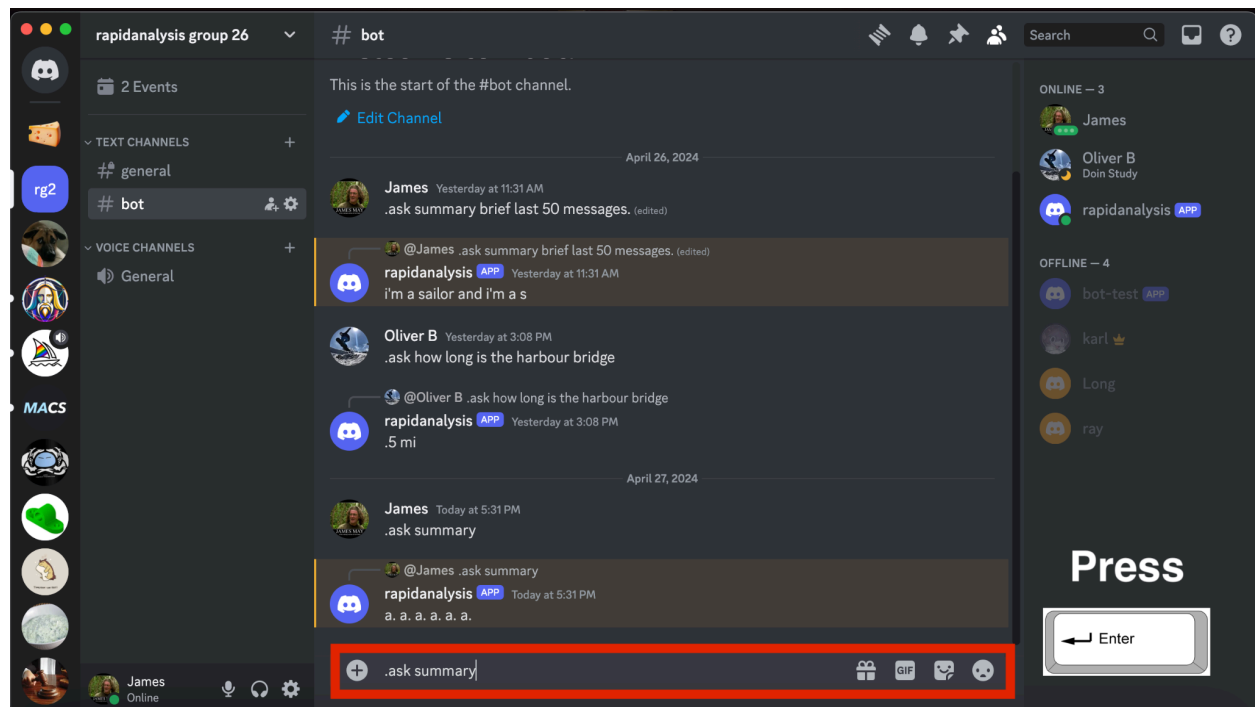 rapidanalysis group 26
2 Events
TEXT CHANNELS
general
bot
VOICE CHANNELS
General
rg2
MACS
James
Online
# bot
Search
This is the start of the #bot channel.
Edit Channel
April 26, 2024
James Yesterday at 11:31 AM
.ask summary brief last 50 messages. (edited)
@James .ask summary brief last 50 messages. (edited)
rapidanalysis APP Yesterday at 11:31 AM
i'm a sailor and i'm a s
Oliver B Yesterday at 3:08 PM
.ask how long is the harbour bridge
@Oliver B .ask how long is the harbour bridge
rapidanalysis APP Yesterday at 3:08 PM
.5 mi
April 27, 2024
James Today at 5:31 PM
.ask summary
@James .ask summary
rapidanalysis APP Today at 5:31 PM
a. a. a. a. a. a.
.ask summary
GIF
ONLINE — 3
James
Oliver B
Doin Study
rapidanalysis APP
OFFLINE — 4
bot-test APP
karl
Long
ray
Press
Enter